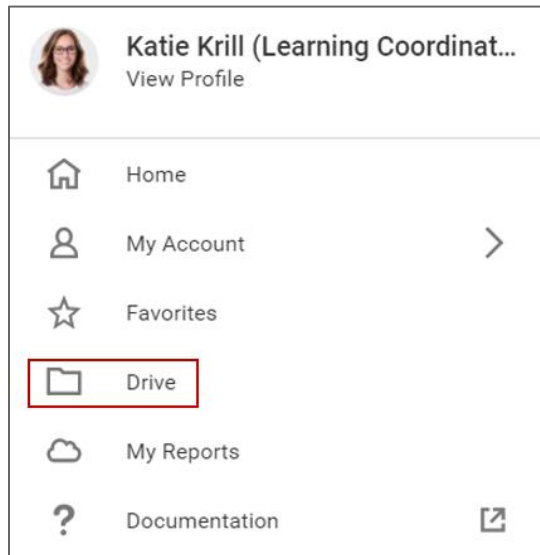 Katie Krill (Learning Coordinat...
View Profile
Home
My Account
Favorites
Drive
My Reports
Documentation